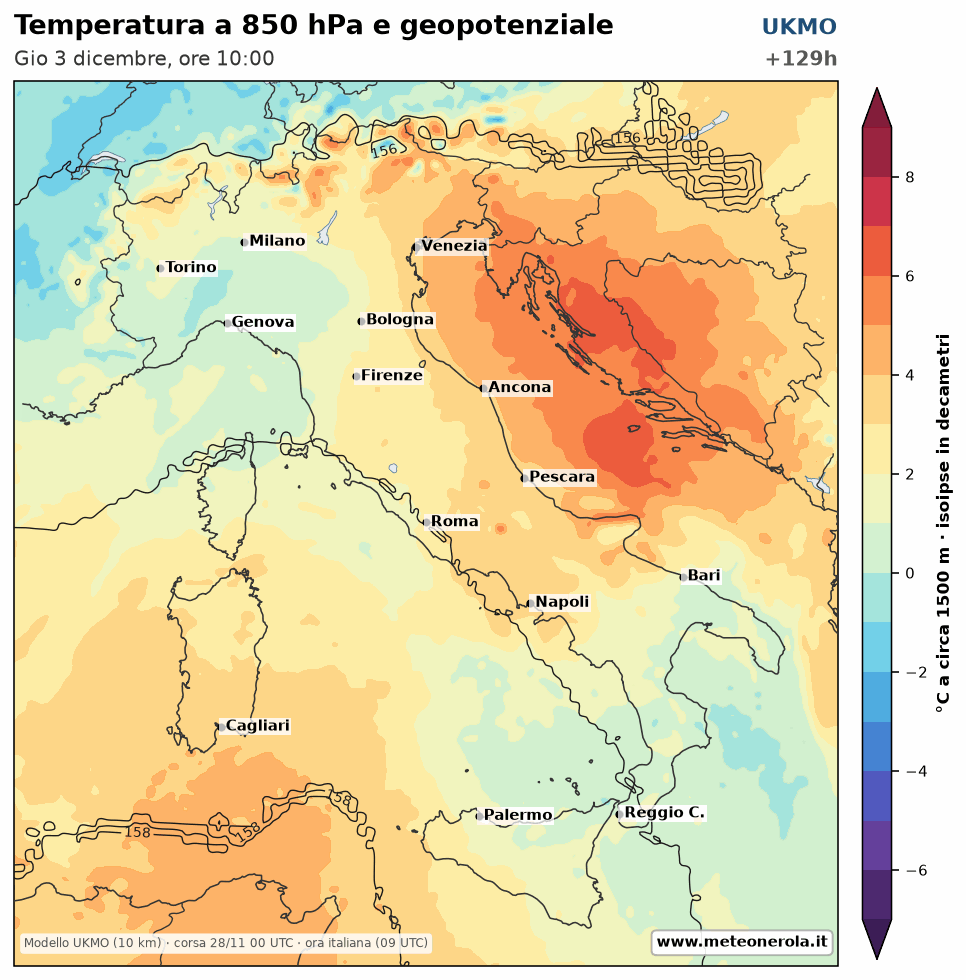 Temperatura a 850 hPa e geopotenziale
UKMO
Gio 3 dicembre, ore 10:00
+129h
156
156
Milano
Venezia
Torino
Genova
Bologna
Firenze
Ancona
Pescara
Roma
Bari
Napoli
Cagliari
58
158
158
Palermo
Reggio C.
Modello UKMO (10 km) · corsa 28/11 00 UTC · ora italiana (09 UTC)
www.meteonerola.it
8
6
4
2
0
−2
−4
−6
°C a circa 1500 m · isoipse in decametri